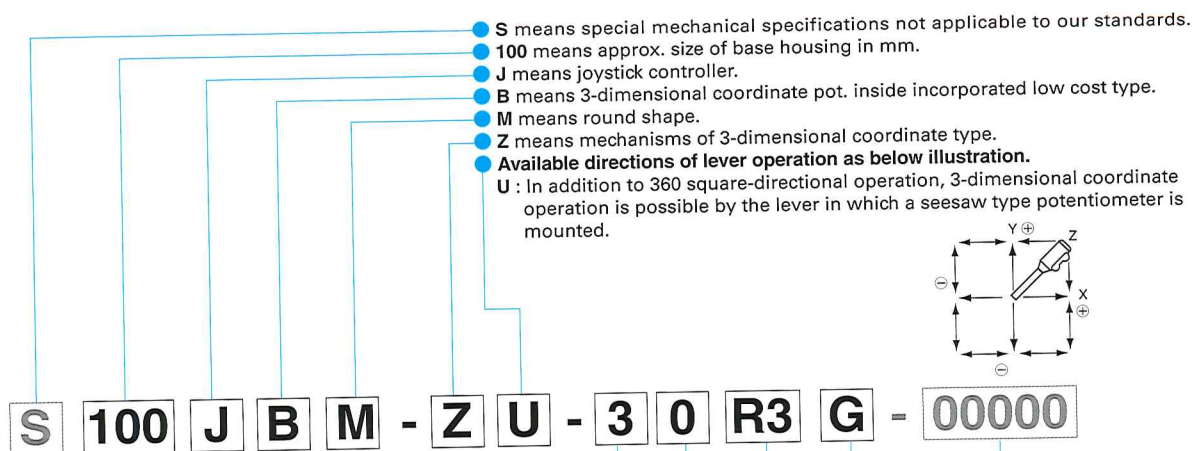 S means special mechanical specifications not applicable to our standards.
100 means approx. size of base housing in mm.
J means joystick controller.
B means 3-dimensional coordinate pot. inside incorporated low cost type.
M means round shape.
Z means mechanisms of 3-dimensional coordinate type.
Available directions of lever operation as below illustration.
U : In addition to 360 square-directional operation, 3-dimensional coordinate
operation is possible by the lever in which a seesaw type potentiometer is
mounted.
Y ⊕ Z
⊖
X
⊕
⊖
S 100 J B M - Z U - 3 0 R3 G - 00000